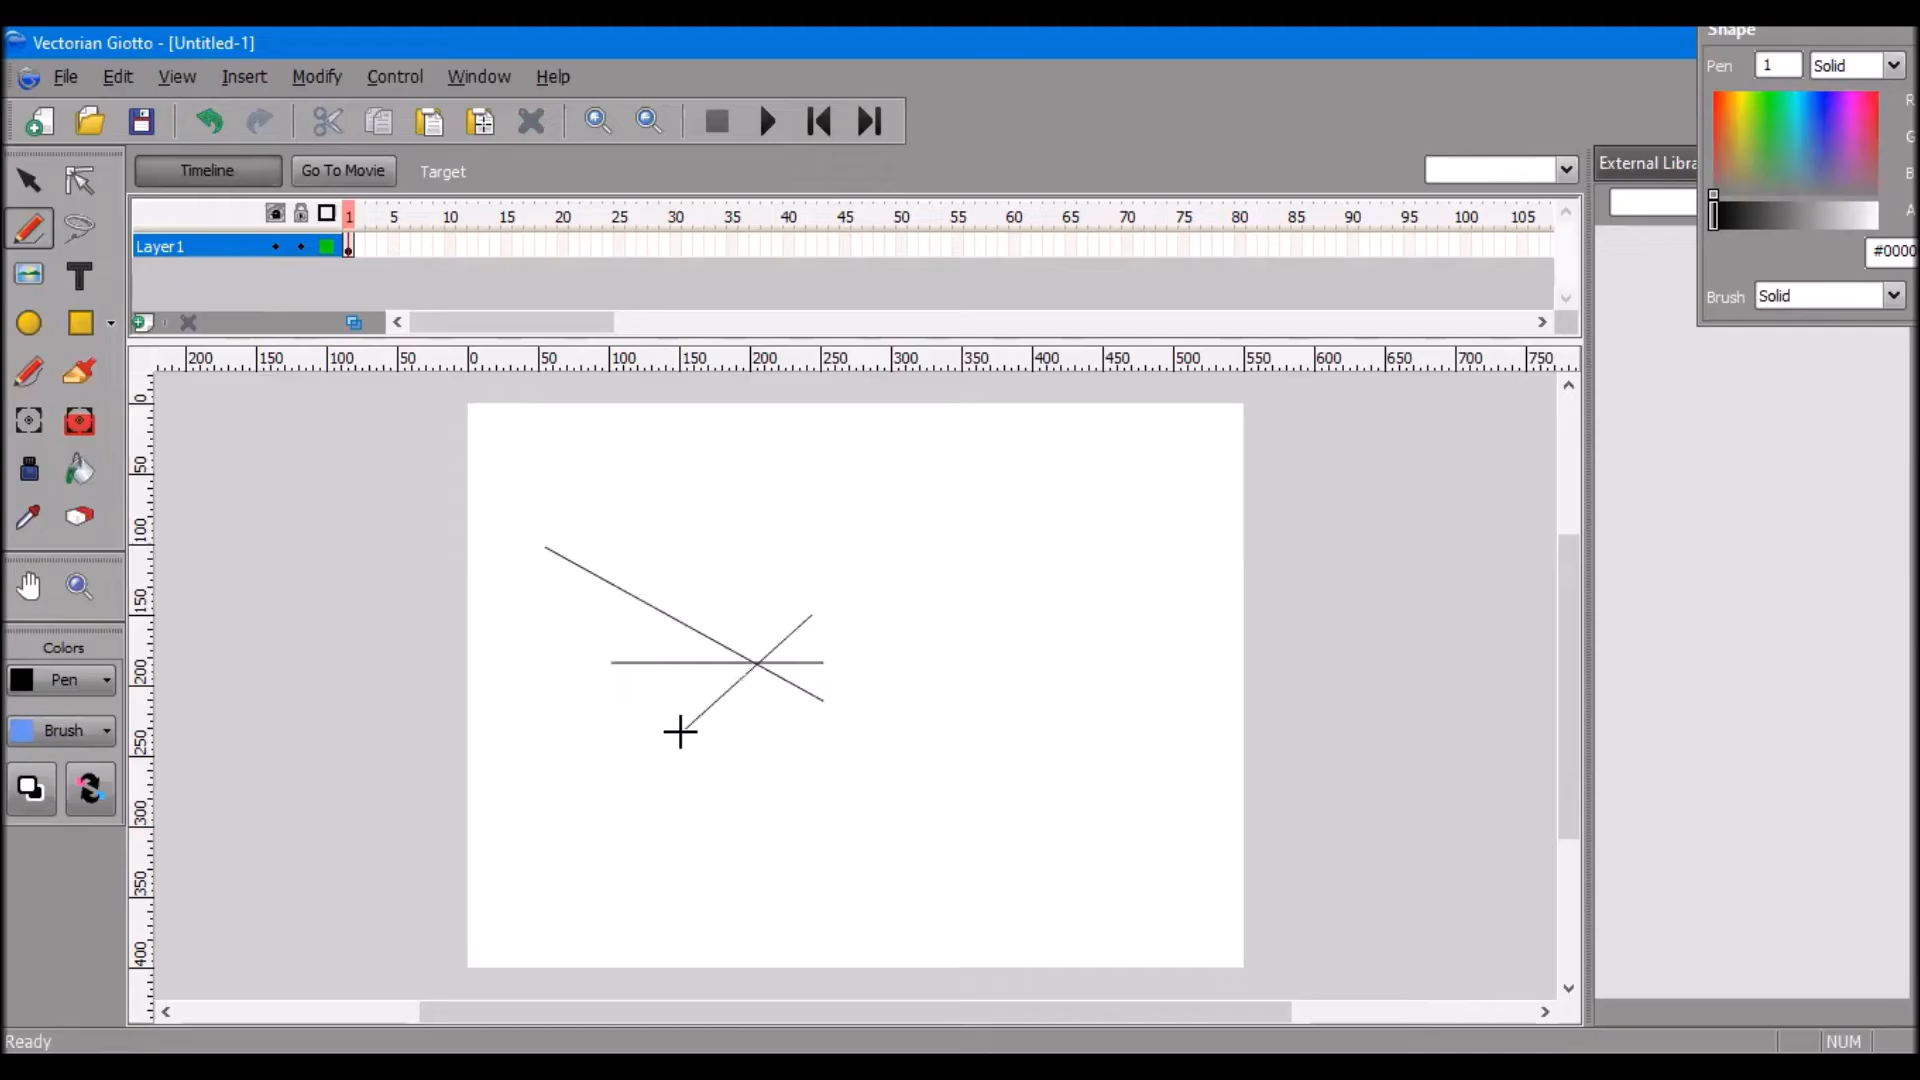 Vectorian Giotto - [Untitled-1]
File Edit View Insert Modify Control Window Help
Shape
Pen 1 Solid
R
G
B
A
#0000
Brush Solid
Timeline Go To Movie Target
External Libra
1 5 10 15 20 25 30 35 40 45 50 55 60 65 70 75 80 85 90 95 100 105
Layer1
200 150 100 50 0 50 100 150 200 250 300 350 400 450 500 550 600 650 700 750
0
50
100
150
200
250
300
350
400
Colors
Pen
Brush
Ready
NUM